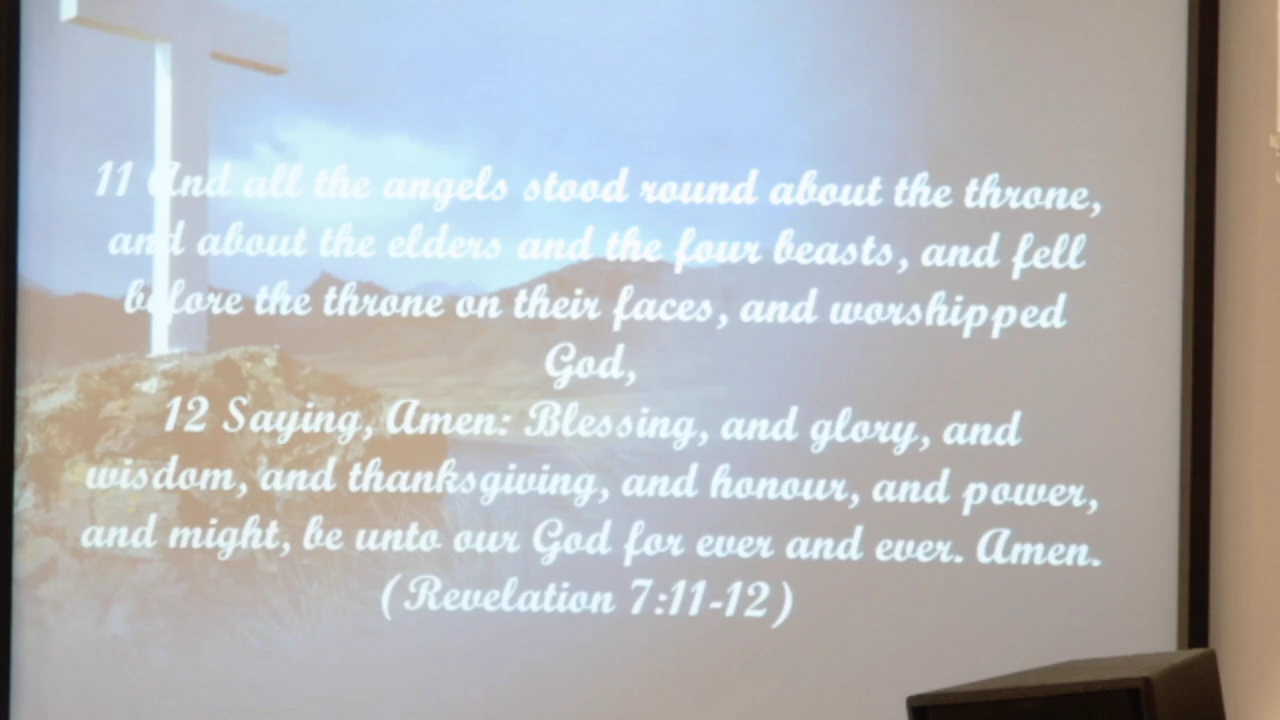 11 And all the angels stood round about the throne,
and about the elders and the four beasts, and fell
before the throne on their faces, and worshipped
God,
12 Saying, Amen: Blessing, and glory, and
wisdom, and thanksgiving, and honour, and power,
and might, be unto our God for ever and ever. Amen.
(Revelation 7:11-12)